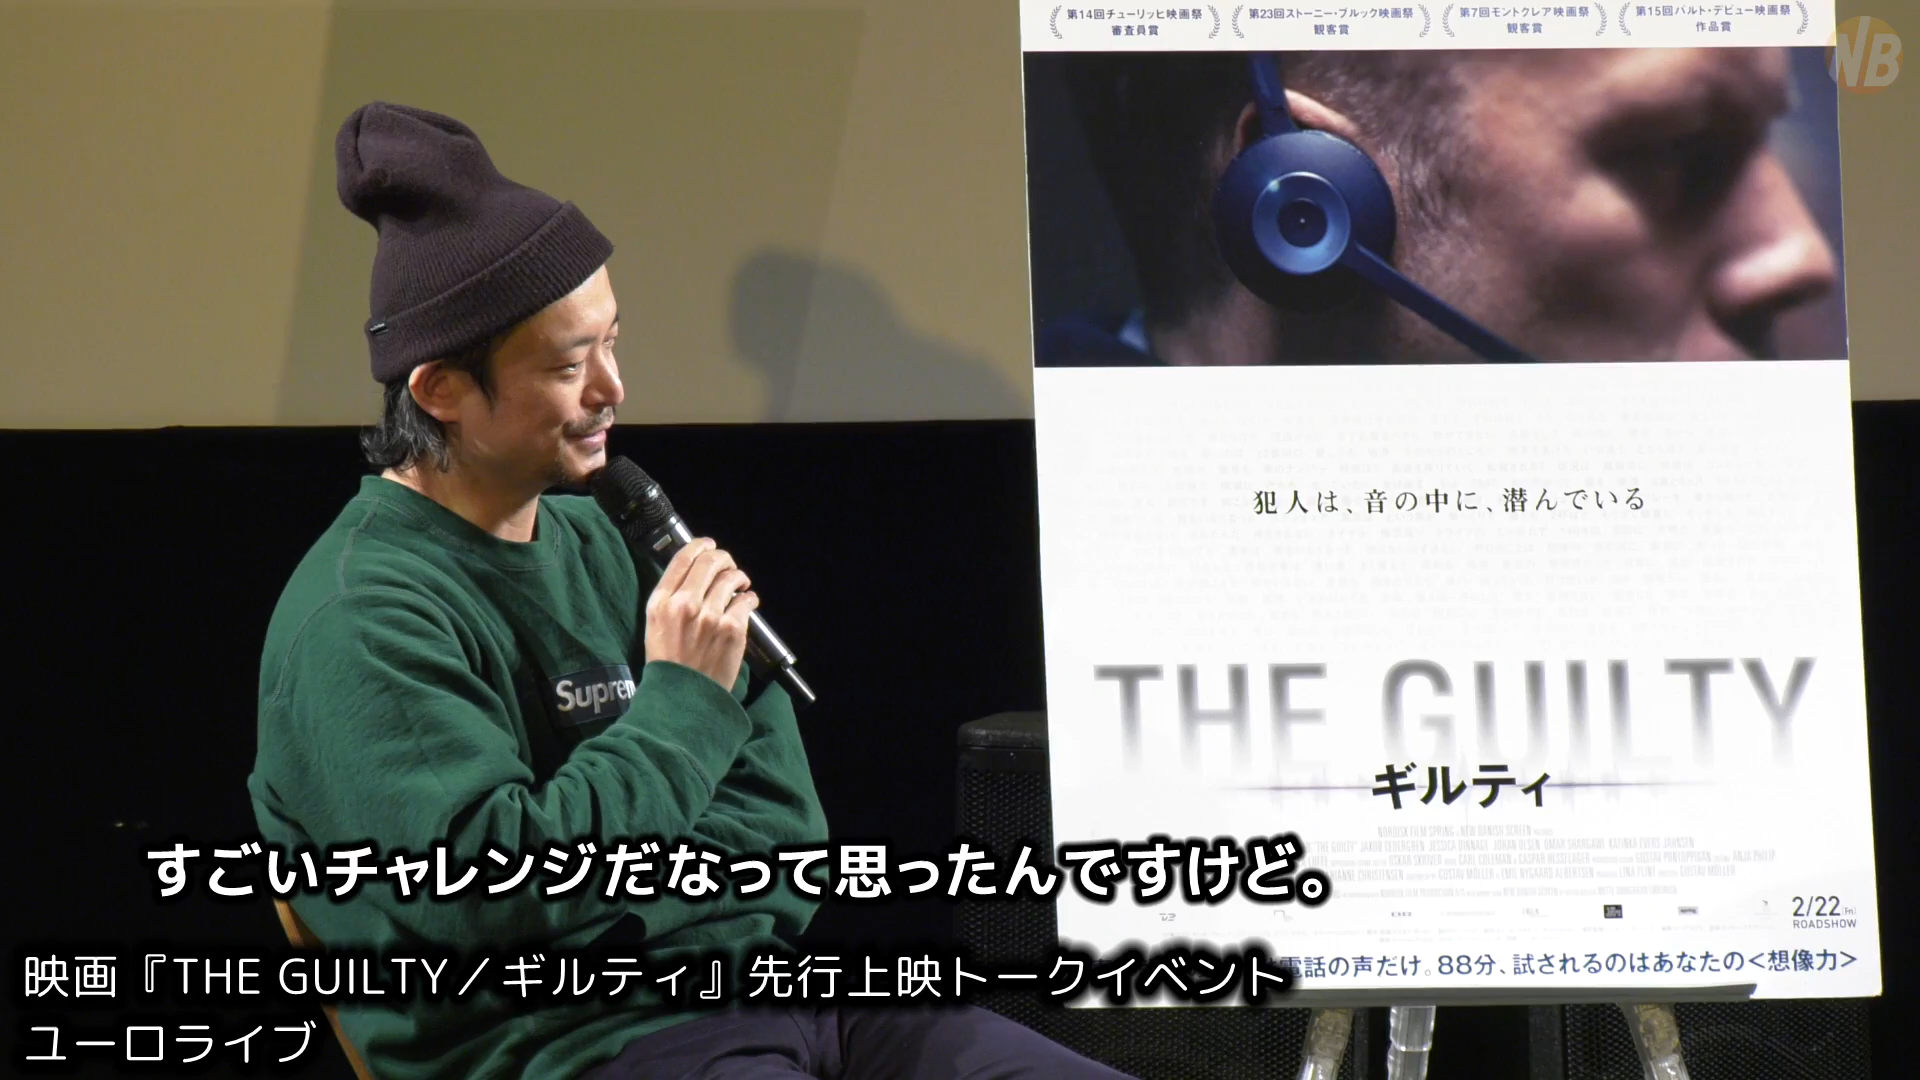 第14回チューリッヒ映画祭
審査員賞
第23回ストーニー・ブルック映画祭
観客賞
第7回モントクレア映画祭
観客賞
第15回バルト・デビュー映画祭
作品賞
NB
犯人は、音の中に、潜んでいる
Suprem
THE GUILTY
ギルティ
NORDISK FILM SPRING & NEW DANISH SCREEN
すごいチャレンジだなって思ったんですけど。
2/22(Fri)
ROADSHOW
電話の声だけ。88分、試されるのはあなたの<想像力>
映画『THE GUILTY／ギルティ』先行上映トークイベント
ユーロライブ